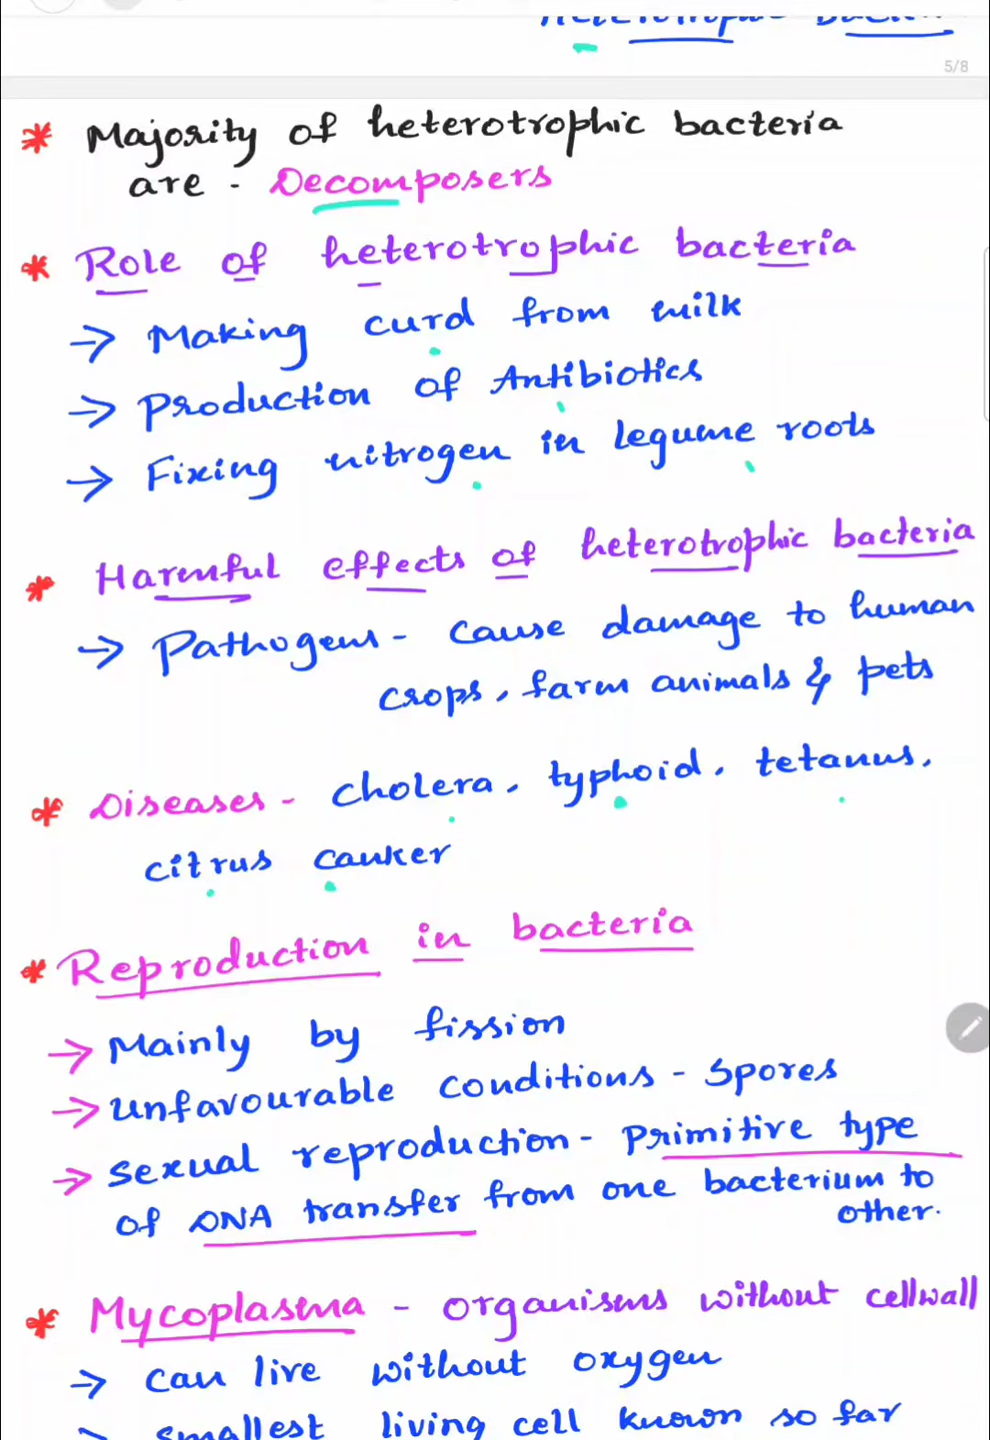 Heterotrophic bacteria
5/8
* Majority of heterotrophic bacteria
are - Decomposers
* Role of heterotrophic bacteria
→ Making curd from milk
→ Production of Antibiotics
→ Fixing nitrogen in legume roots
* Harmful effects of heterotrophic bacteria
→ Pathogens - cause damage to human
crops, farm animals & pets
* Diseases - cholera, typhoid, tetanus,
citrus canker
* Reproduction in bacteria
→ Mainly by fission
→ Unfavourable conditions - Spores
→ Sexual reproduction - Primitive type
of DNA transfer from one bacterium to
other.
* Mycoplasma - organisms without cellwall
→ can live without oxygen
→ smallest living cell known so far